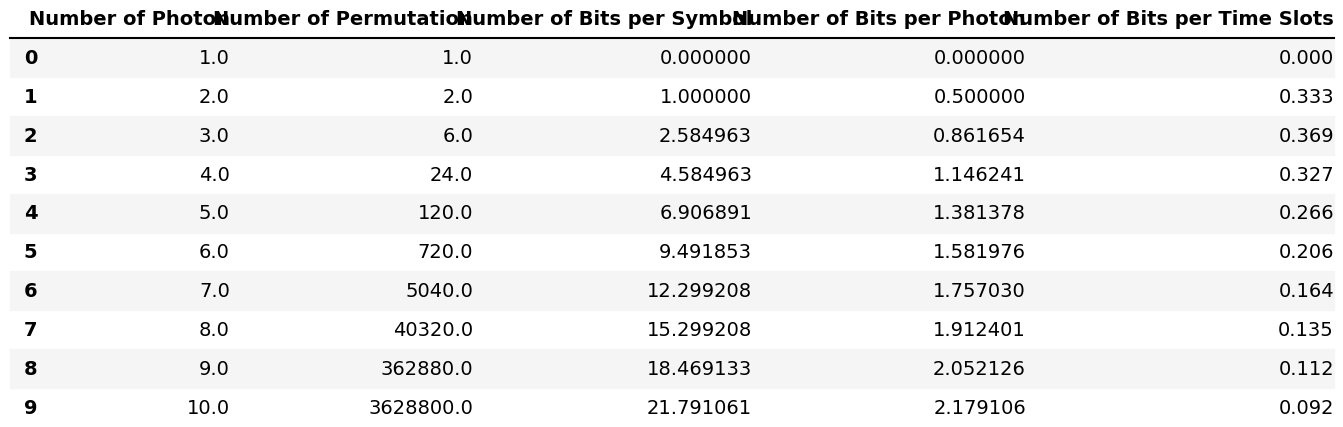 Number of Photon Number of Permutation Number of Bits per Symbol Number of Bits per Photon Number of Bits per Time Slots
0 1.0 1.0 0.000000 0.000000 0.000
1 2.0 2.0 1.000000 0.500000 0.333
2 3.0 6.0 2.584963 0.861654 0.369
3 4.0 24.0 4.584963 1.146241 0.327
4 5.0 120.0 6.906891 1.381378 0.266
5 6.0 720.0 9.491853 1.581976 0.206
6 7.0 5040.0 12.299208 1.757030 0.164
7 8.0 40320.0 15.299208 1.912401 0.135
8 9.0 362880.0 18.469133 2.052126 0.112
9 10.0 3628800.0 21.791061 2.179106 0.092